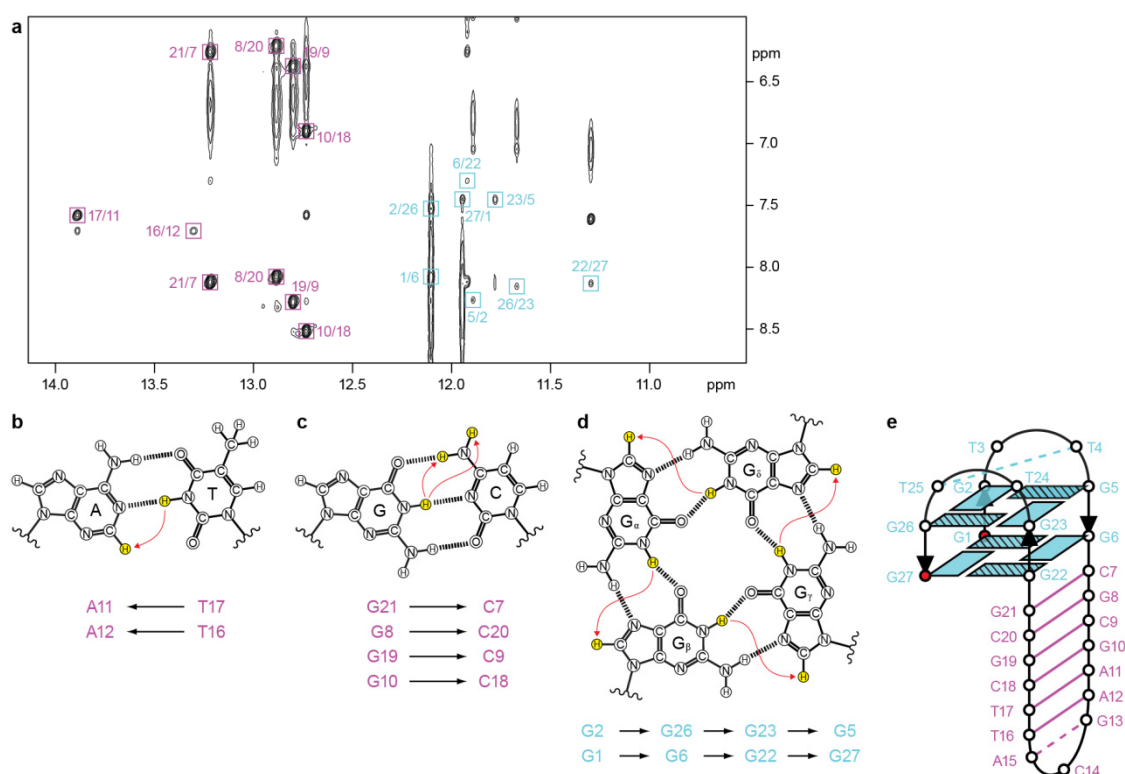 a
ppm
21/7
8/20
19/9
6.5
10/18
7.0
6/22
23/5
17/11
2/26
27/1
7.5
16/12
22/27
8.0
21/7
8/20
19/9
1/6
26/23
5/2
10/18
8.5
14.0 13.5 13.0 12.5 12.0 11.5 11.0 ppm
b
A T
A11 T17
A12 T16
c
G C
G21 C7
G8 C20
G19 C9
G10 C18
d
Gα Gδ
Gβ Gγ
G2 G26 G23 G5
G1 G6 G22 G27
e
T3 T4
T25 G2 T24 G5
G26 G1 G23 G6
G27 G22 C7
G21 G8
C20 C9
G19 G10
C18 A11
T17 A12
T16 G13
A15 C14